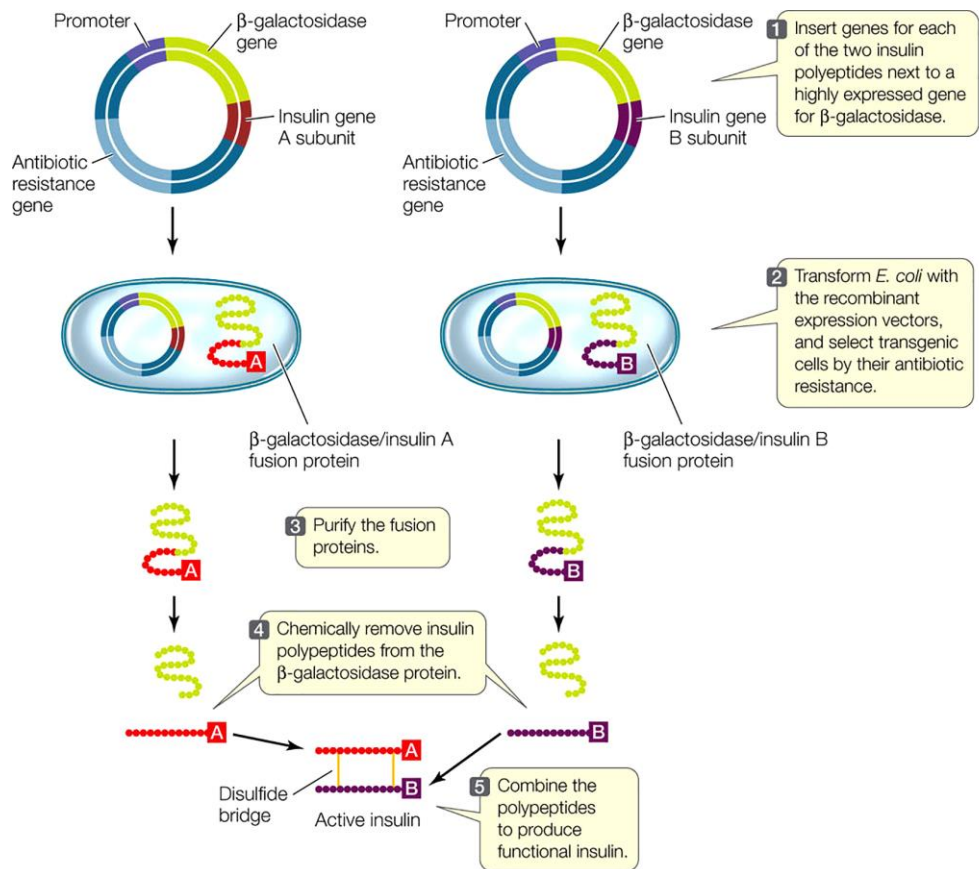 Promoter
β-galactosidase
gene
Insulin gene
A subunit
Antibiotic
resistance
gene
Promoter
β-galactosidase
gene
Insulin gene
B subunit
Antibiotic
resistance
gene
1 Insert genes for each
of the two insulin
polypeptides next to a
highly expressed gene
for β-galactosidase.
A
B
2 Transform E. coli with
the recombinant
expression vectors,
and select transgenic
cells by their antibiotic
resistance.
β-galactosidase/insulin A
fusion protein
β-galactosidase/insulin B
fusion protein
A
3 Purify the fusion
proteins.
B
4 Chemically remove insulin
polypeptides from the
β-galactosidase protein.
A
B
A
B
Disulfide
bridge
Active insulin
5 Combine the
polypeptides
to produce
functional insulin.